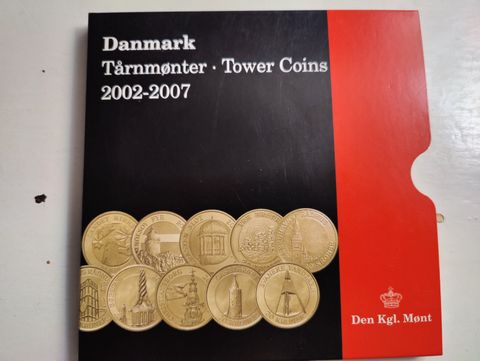 Danmark
Tårnmønter · Tower Coins
2002-2007
Den Kgl. Mønt